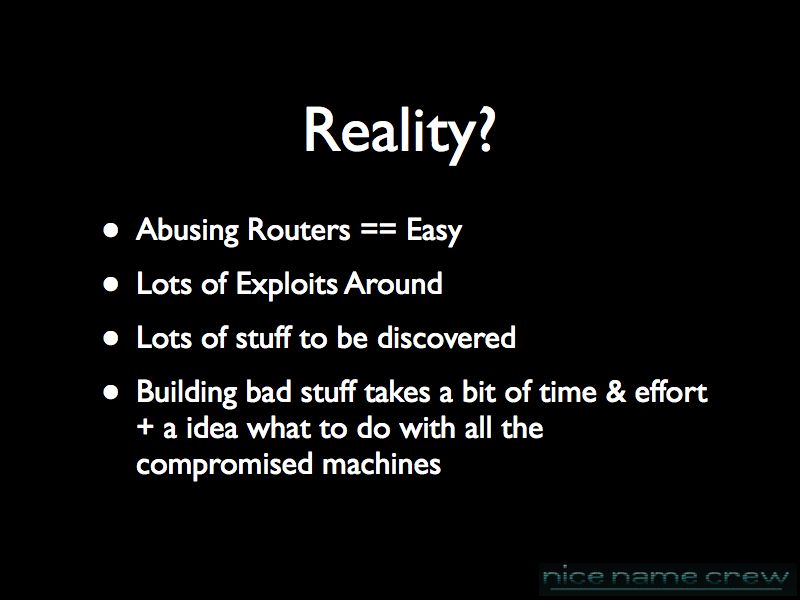 Reality?
• Abusing Routers == Easy
• Lots of Exploits Around
• Lots of stuff to be discovered
• Building bad stuff takes a bit of time & effort
+ a idea what to do with all the
compromised machines
nice name crew